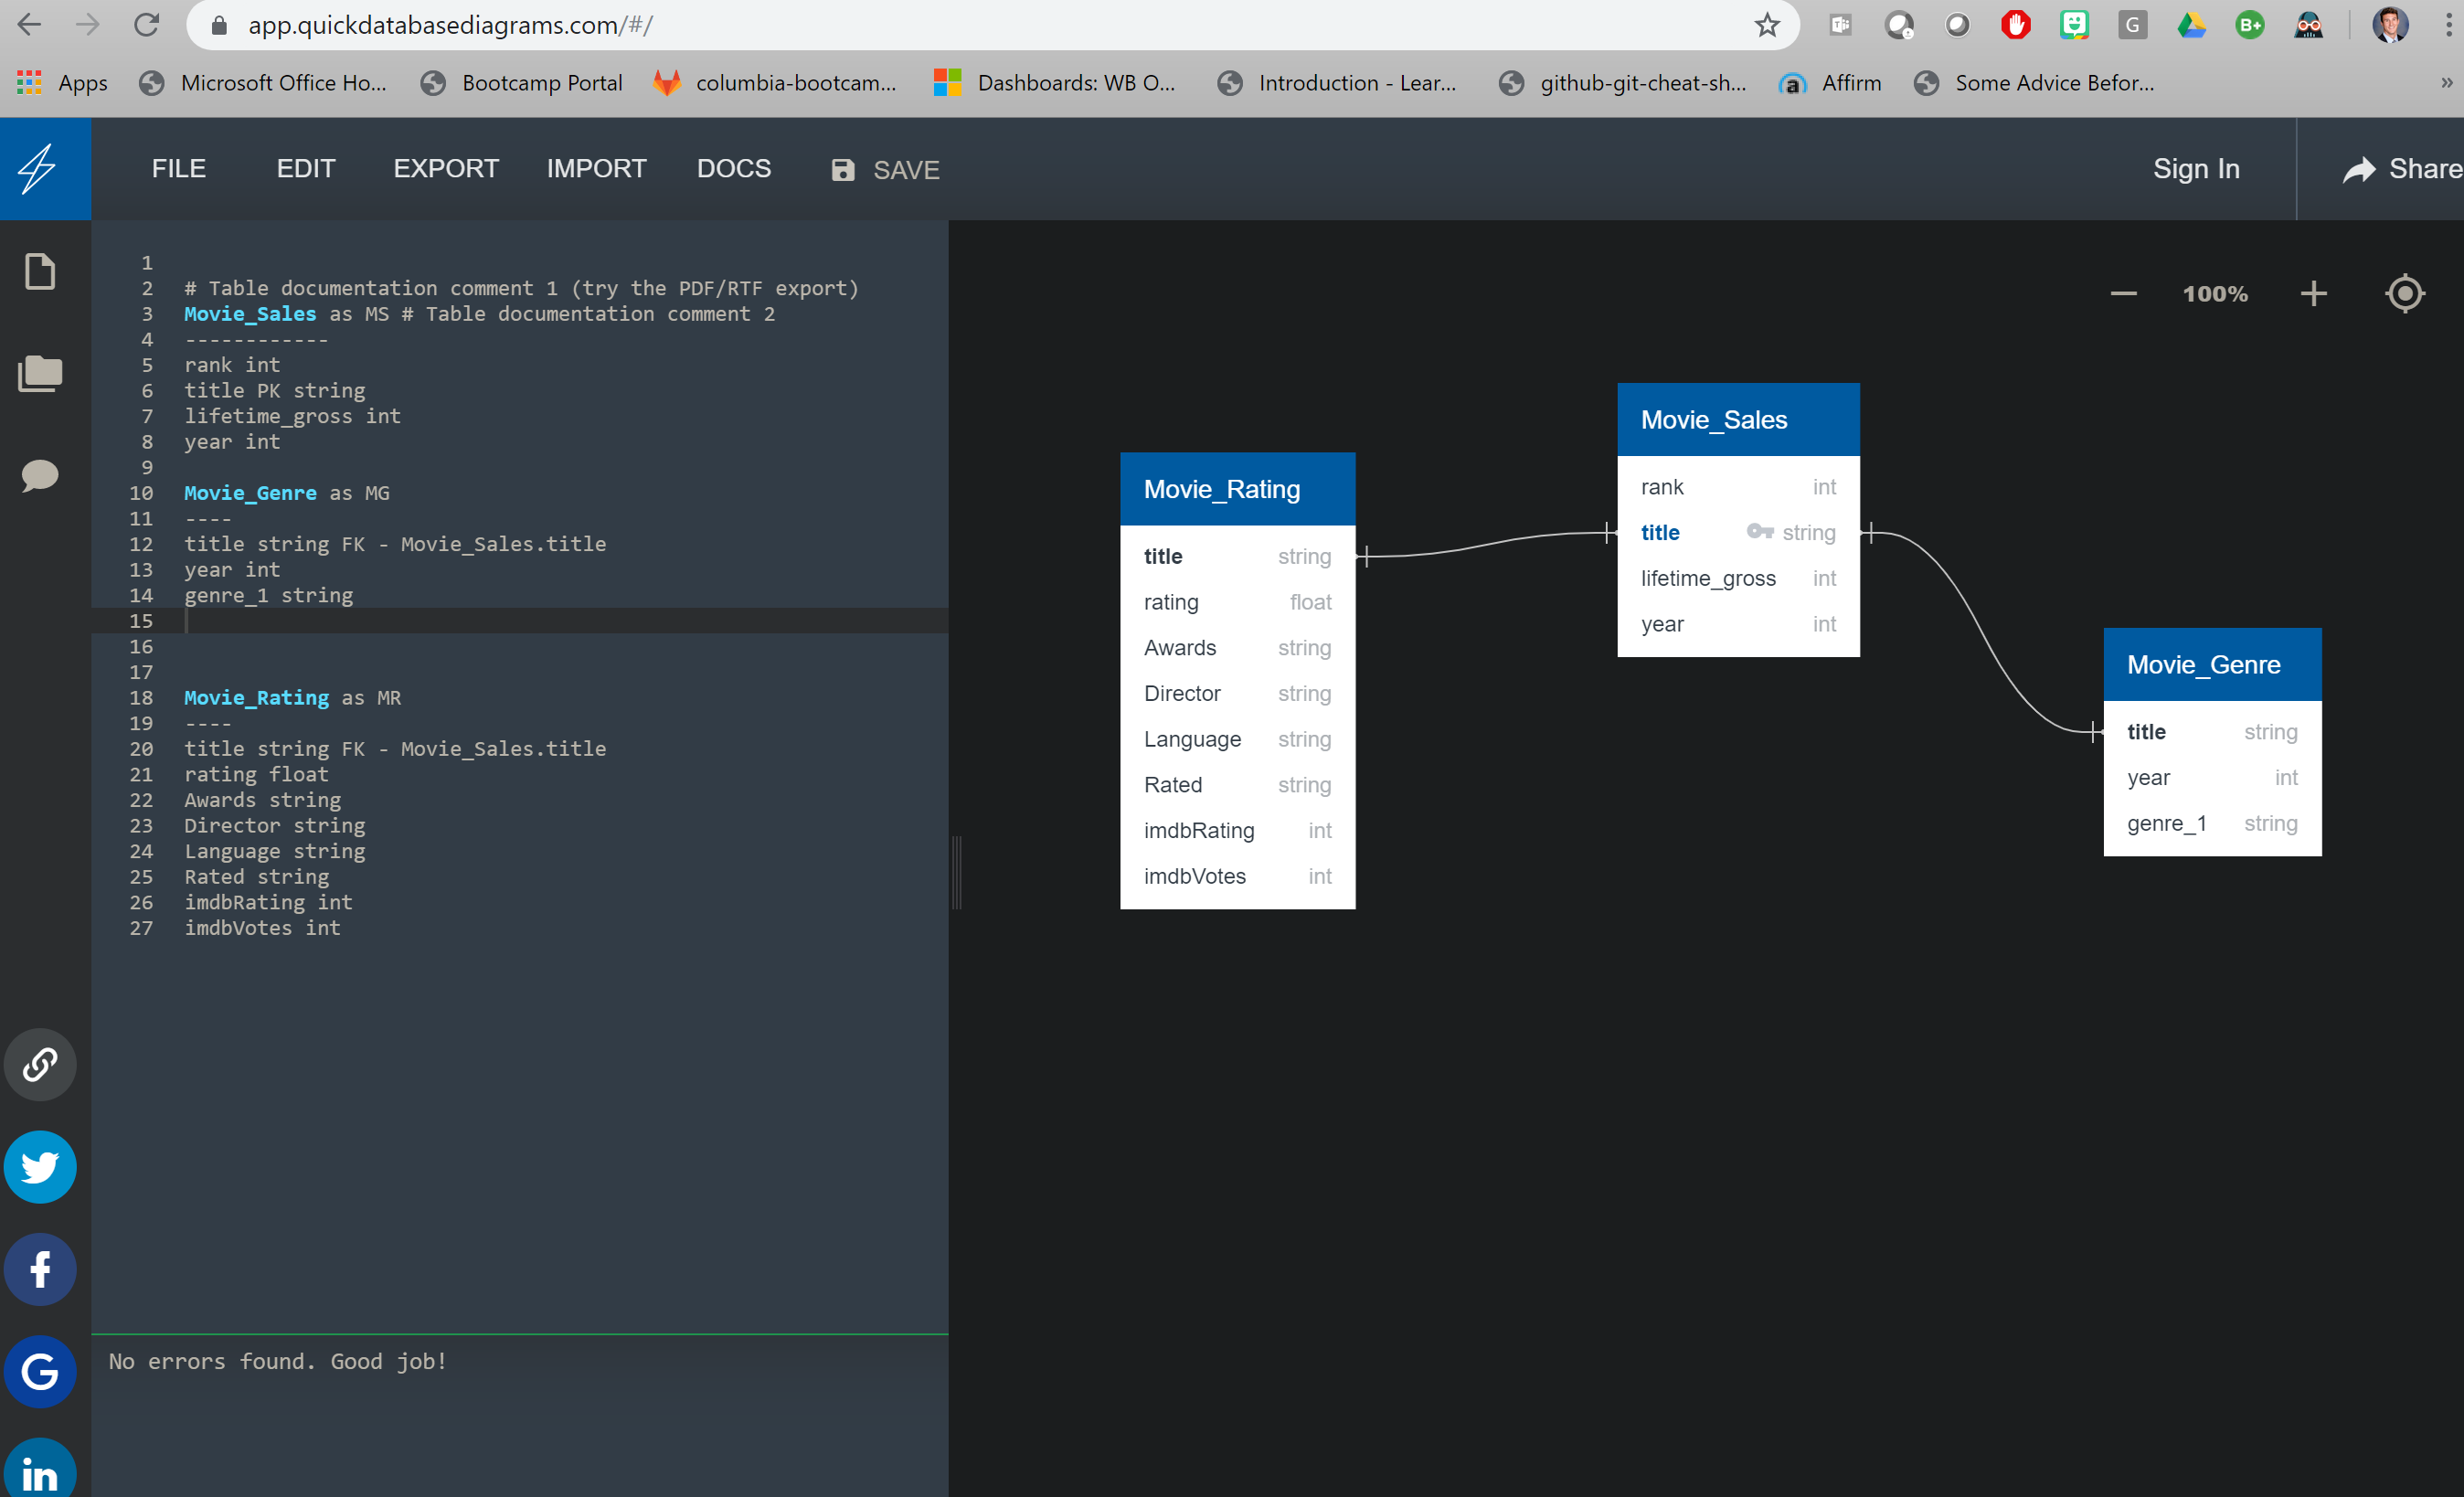 app.quickdatabasediagrams.com/#/
Apps Microsoft Office Ho... Bootcamp Portal columbia-bootcam... Dashboards: WB O... Introduction - Lear... github-git-cheat-sh... Affirm Some Advice Befor... »
FILE EDIT EXPORT IMPORT DOCS SAVE Sign In Share
1
2 # Table documentation comment 1 (try the PDF/RTF export)
3 Movie_Sales as MS # Table documentation comment 2
4 ------------
5 rank int
6 title PK string
7 lifetime_gross int
8 year int
9
10 Movie_Genre as MG
11 ----
12 title string FK - Movie_Sales.title
13 year int
14 genre_1 string
15
16
17
18 Movie_Rating as MR
19 ----
20 title string FK - Movie_Sales.title
21 rating float
22 Awards string
23 Director string
24 Language string
25 Rated string
26 imdbRating int
27 imdbVotes int
No errors found. Good job!
100%
Movie_Rating
title string
rating float
Awards string
Director string
Language string
Rated string
imdbRating int
imdbVotes int
Movie_Sales
rank int
title string
lifetime_gross int
year int
Movie_Genre
title string
year int
genre_1 string